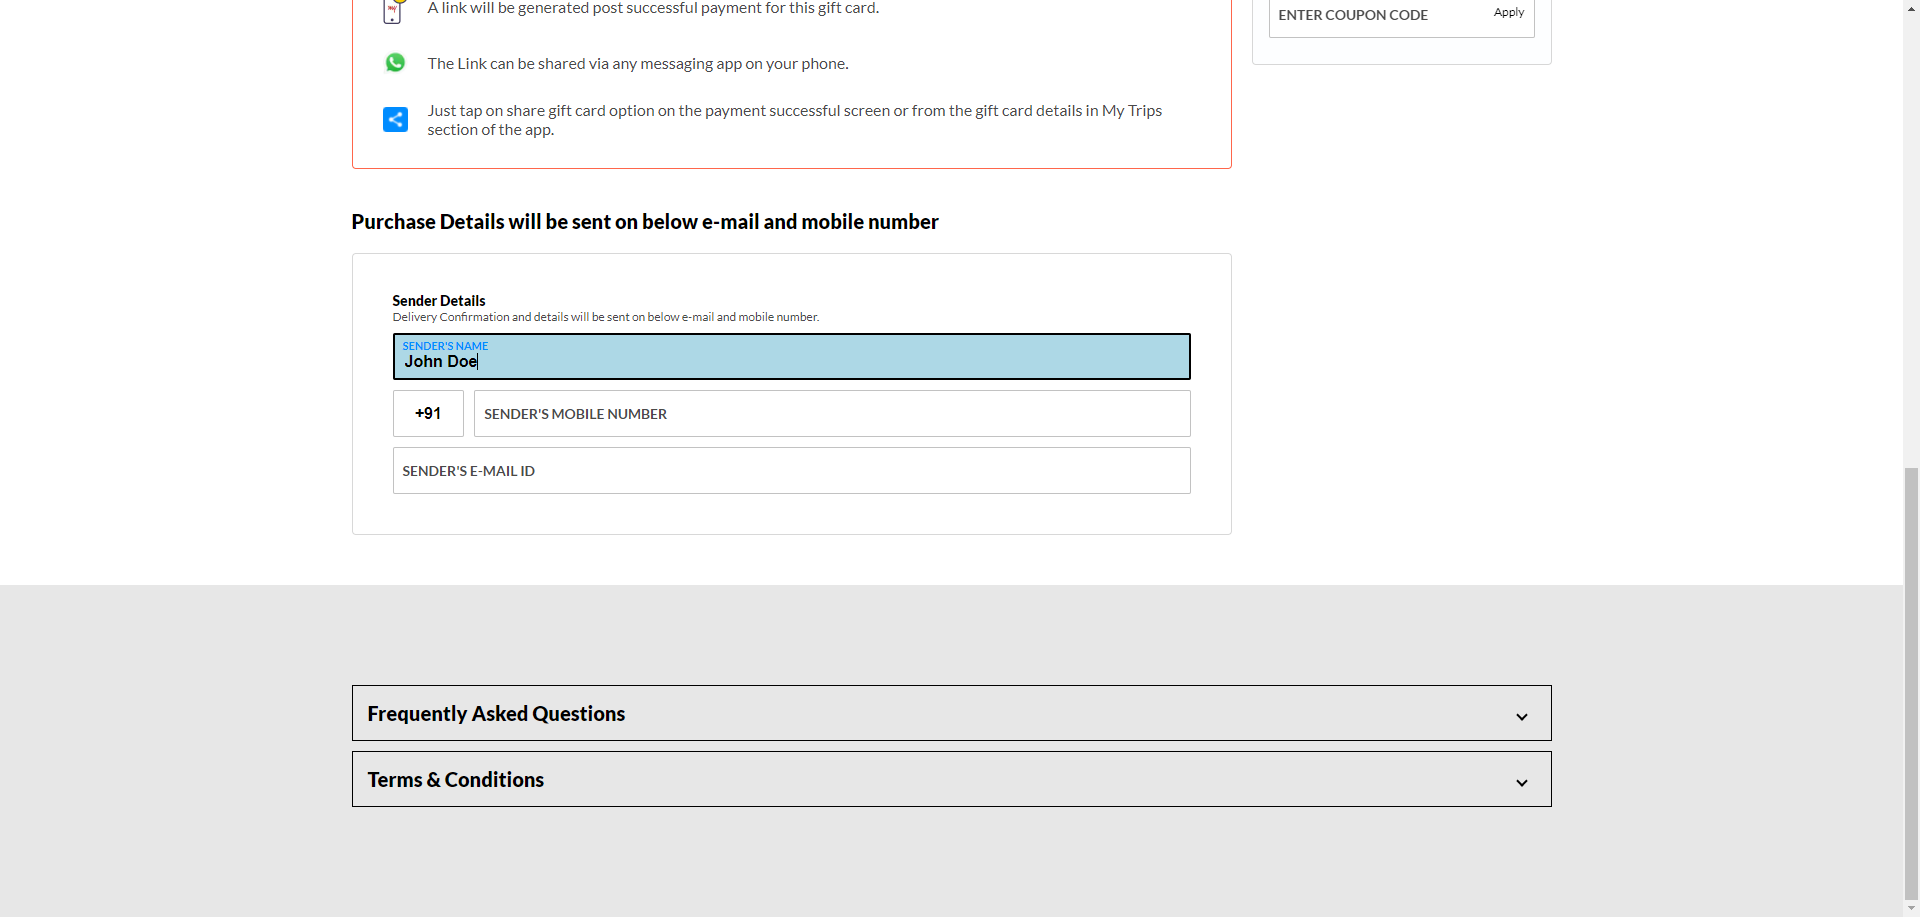 A link will be generated post successful payment for this gift card.
ENTER COUPON CODE Apply
The Link can be shared via any messaging app on your phone.
Just tap on share gift card option on the payment successful screen or from the gift card details in My Trips
section of the app.
Purchase Details will be sent on below e-mail and mobile number
Sender Details
Delivery Confirmation and details will be sent on below e-mail and mobile number.
SENDER'S NAME
John Doe
+91 SENDER'S MOBILE NUMBER
SENDER'S E-MAIL ID
Frequently Asked Questions
Terms & Conditions